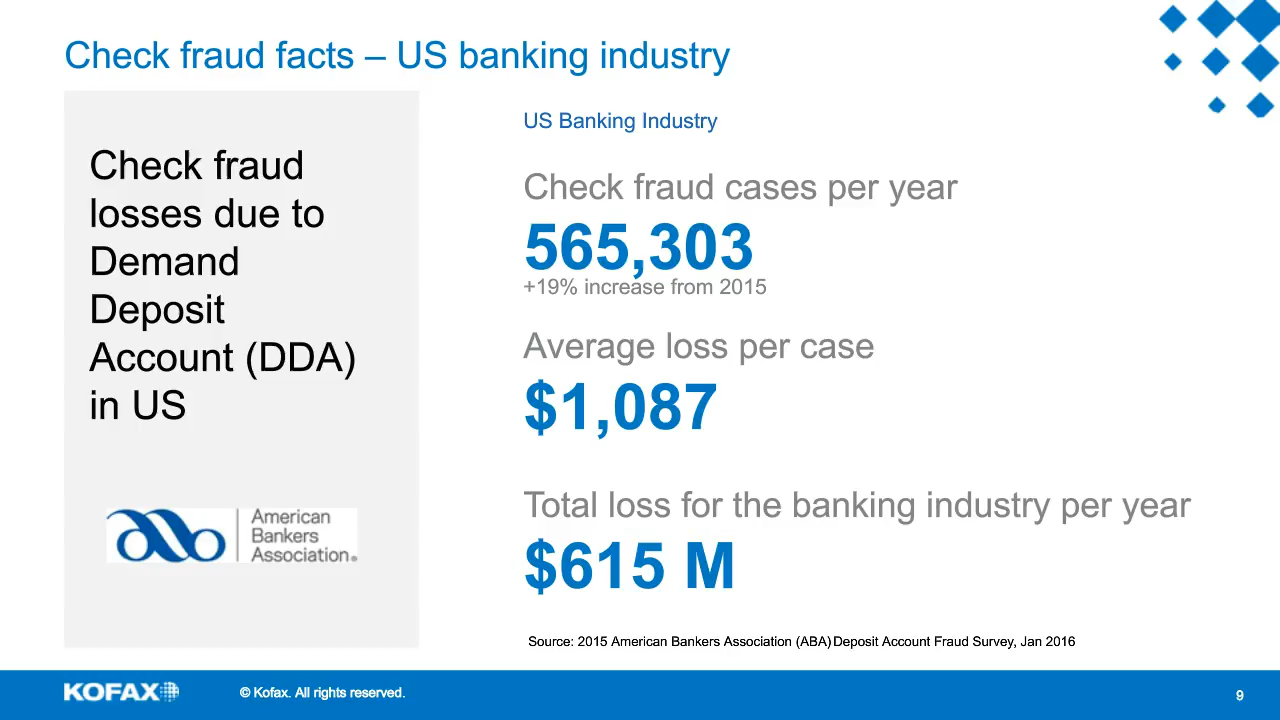 Check fraud facts – US banking industry
Check fraud
losses due to
Demand
Deposit
Account (DDA)
in US
American
Bankers
Association®
US Banking Industry
Check fraud cases per year
565,303
+19% increase from 2015
Average loss per case
$1,087
Total loss for the banking industry per year
$615 M
Source: 2015 American Bankers Association (ABA) Deposit Account Fraud Survey, Jan 2016
KOFAX
© Kofax. All rights reserved.
9